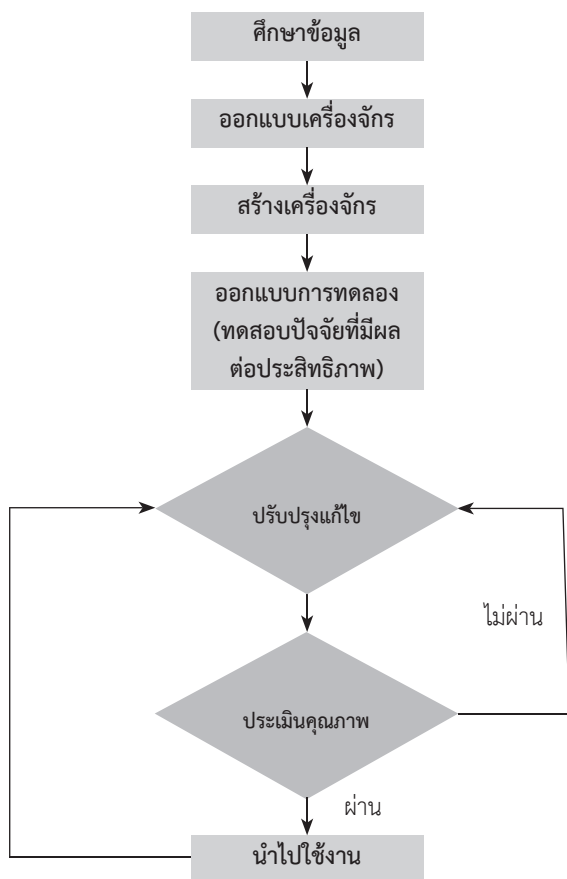 ศึกษาข้อมูล
ออกแบบเครื่องจักร
สร้างเครื่องจักร
ออกแบบการทดลอง
(ทดสอบปัจจัยที่มีผล
ต่อประสิทธิภาพ)
ปรับปรุงแก้ไข
ไม่ผ่าน
ประเมินคุณภาพ
ผ่าน
นำไปใช้งาน